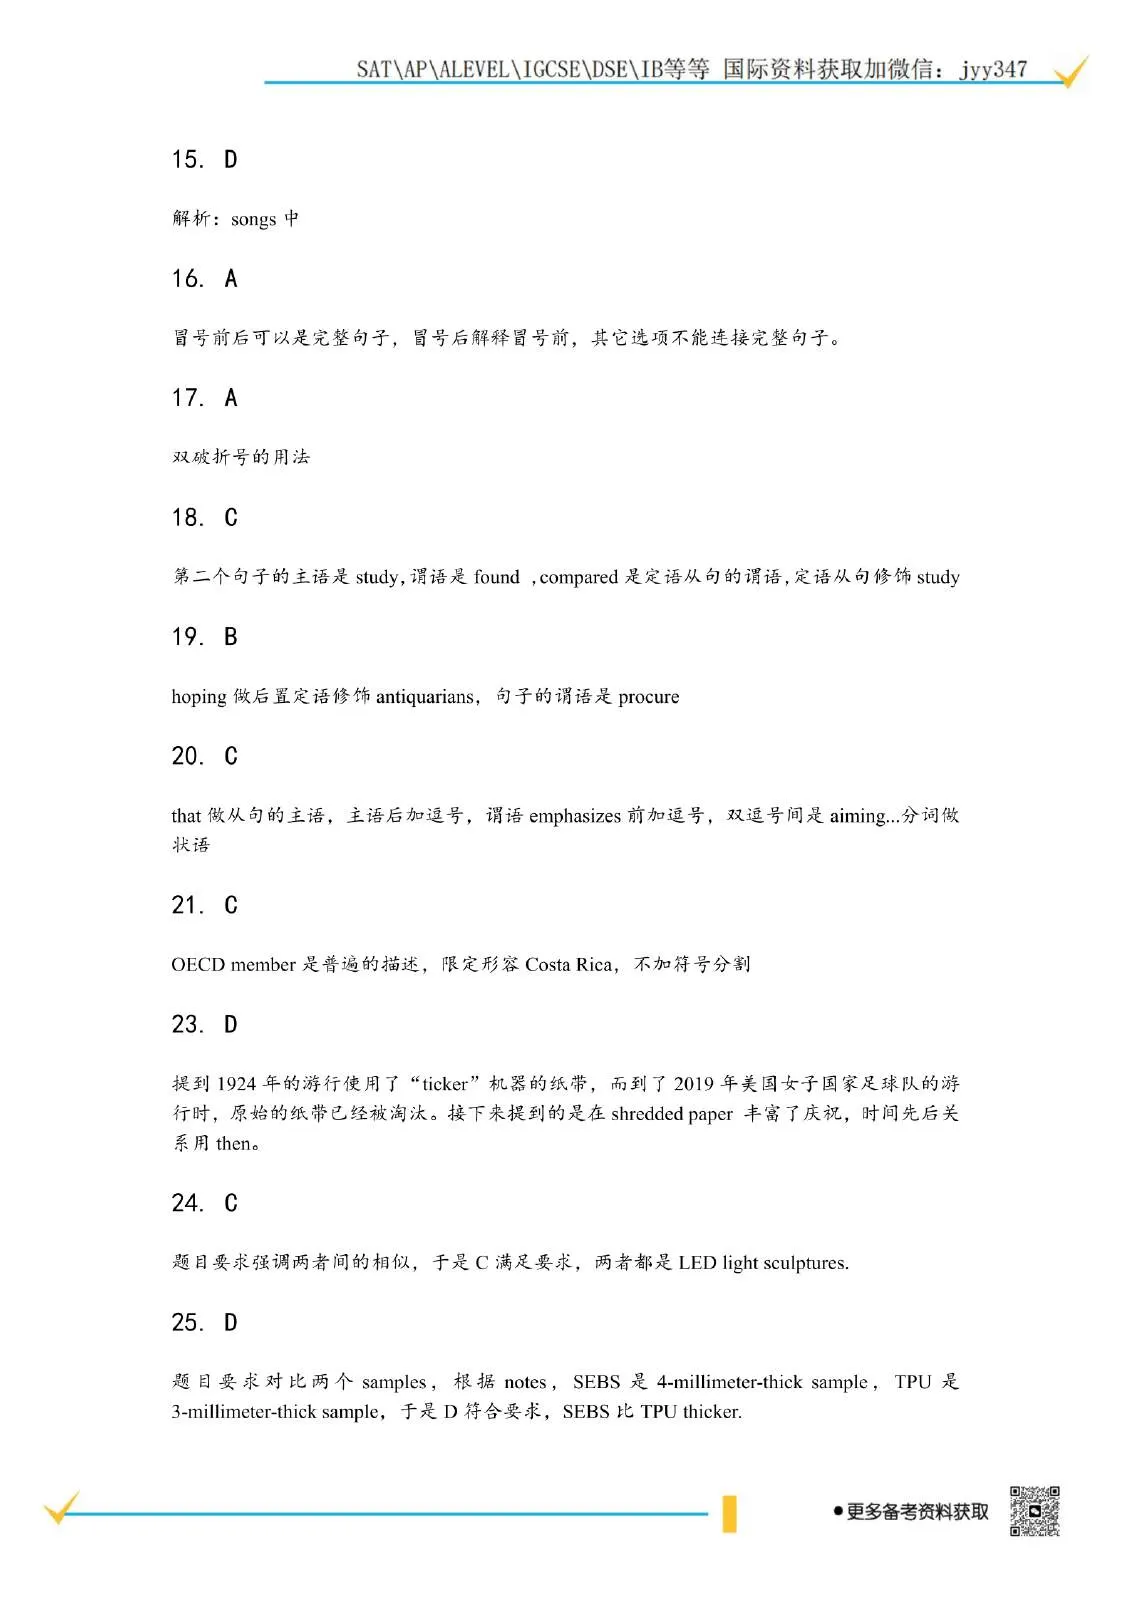 SAT\AP\ALEVEL\IGCSE\DSE\IB等等 国际资料获取加微信：jyy347
15. D
解析：songs 中
16. A
冒号前后可以是完整句子，冒号后解释冒号前，其它选项不能连接完整句子。
17. A
双破折号的用法
18. C
第二个句子的主语是 study,谓语是 found ,compared 是定语从句的谓语,定语从句修饰 study
19. B
hoping 做后置定语修饰 antiquarians，句子的谓语是 procure
20. C
that 做从句的主语，主语后加逗号，谓语 emphasizes 前加逗号，双逗号间是 aiming...分词做
状语
21. C
OECD member 是普遍的描述，限定形容 Costa Rica，不加符号分割
23. D
提到 1924 年的游行使用了“ticker”机器的纸带，而到了 2019 年美国女子国家足球队的游
行时，原始的纸带已经被淘汰。接下来提到的是在 shredded paper 丰富了庆祝，时间先后关
系用 then。
24. C
题目要求强调两者间的相似，于是 C 满足要求，两者都是 LED light sculptures.
25. D
题目要求对比两个 samples，根据 notes，SEBS 是 4-millimeter-thick sample，TPU 是
3-millimeter-thick sample，于是 D 符合要求，SEBS 比 TPU thicker.
●更多备考资料获取